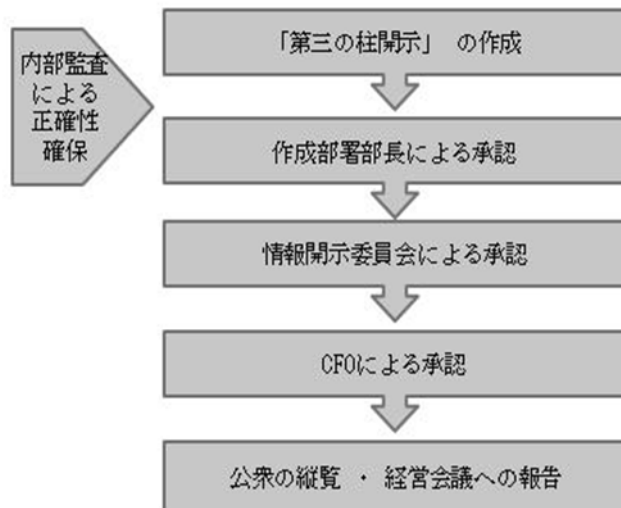 内部監査
による
正確性
確保
「第三の柱開示」 の作成
作成部署部長による承認
情報開示委員会による承認
CFOによる承認
公衆の縦覧 ・ 経営会議への報告